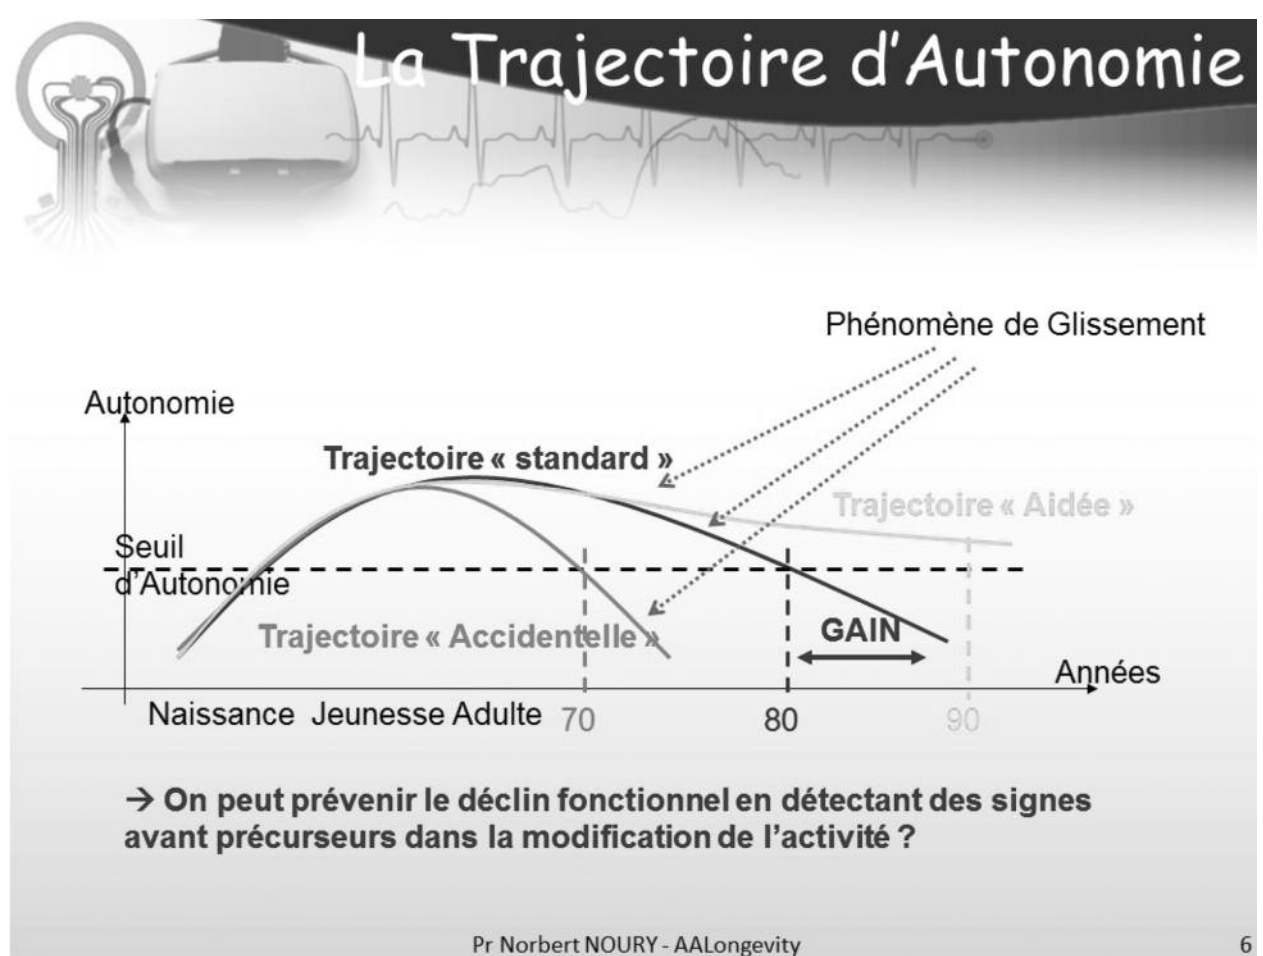 La Trajectoire d'Autonomie
Phénomène de Glissement
Autonomie
Trajectoire « standard »
Trajectoire « Aidée »
Seuil
d'Autonomie
Trajectoire « Accidentelle »
GAIN
Années
Naissance Jeunesse Adulte 70 80 90
→ On peut prévenir le déclin fonctionnel en détectant des signes
avant précurseurs dans la modification de l'activité ?
Pr Norbert NOURY - AALongevity 6